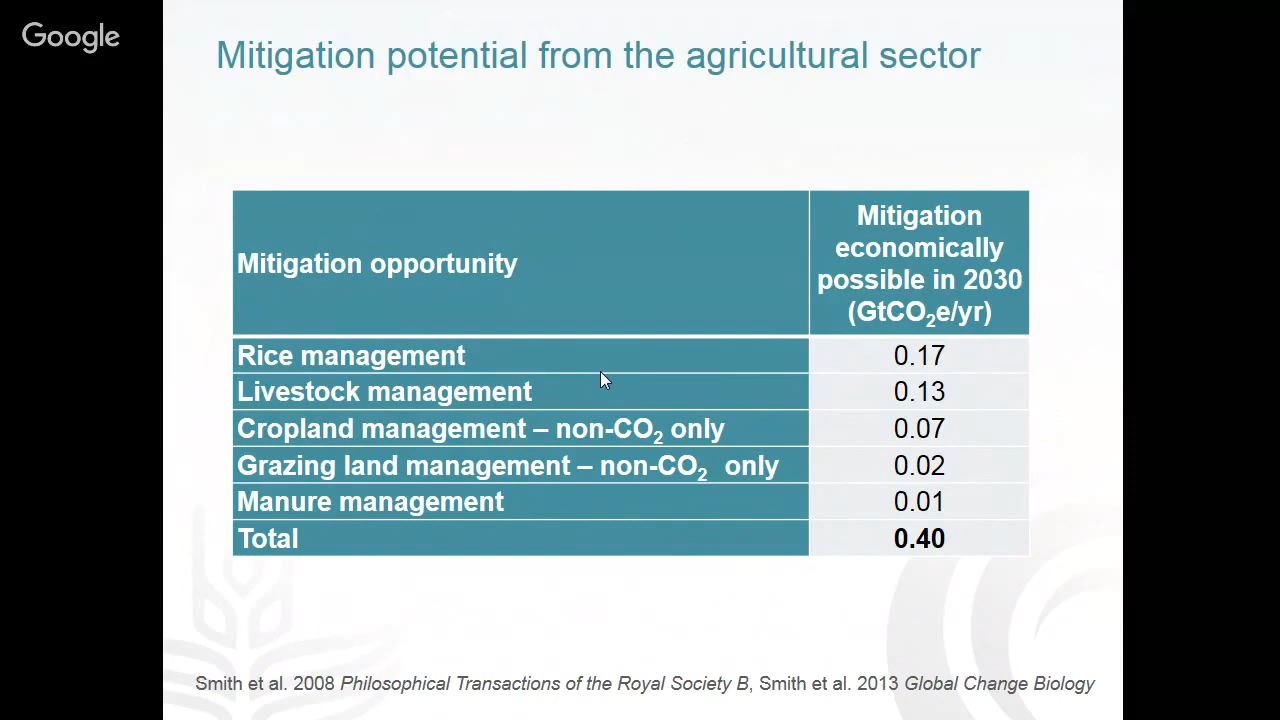 Google
Mitigation potential from the agricultural sector
Mitigation opportunity
Mitigation
economically
possible in 2030
(GtCO₂e/yr)
Rice management 0.17
Livestock management 0.13
Cropland management – non-CO₂ only 0.07
Grazing land management – non-CO₂ only 0.02
Manure management 0.01
Total 0.40
Smith et al. 2008 Philosophical Transactions of the Royal Society B, Smith et al. 2013 Global Change Biology